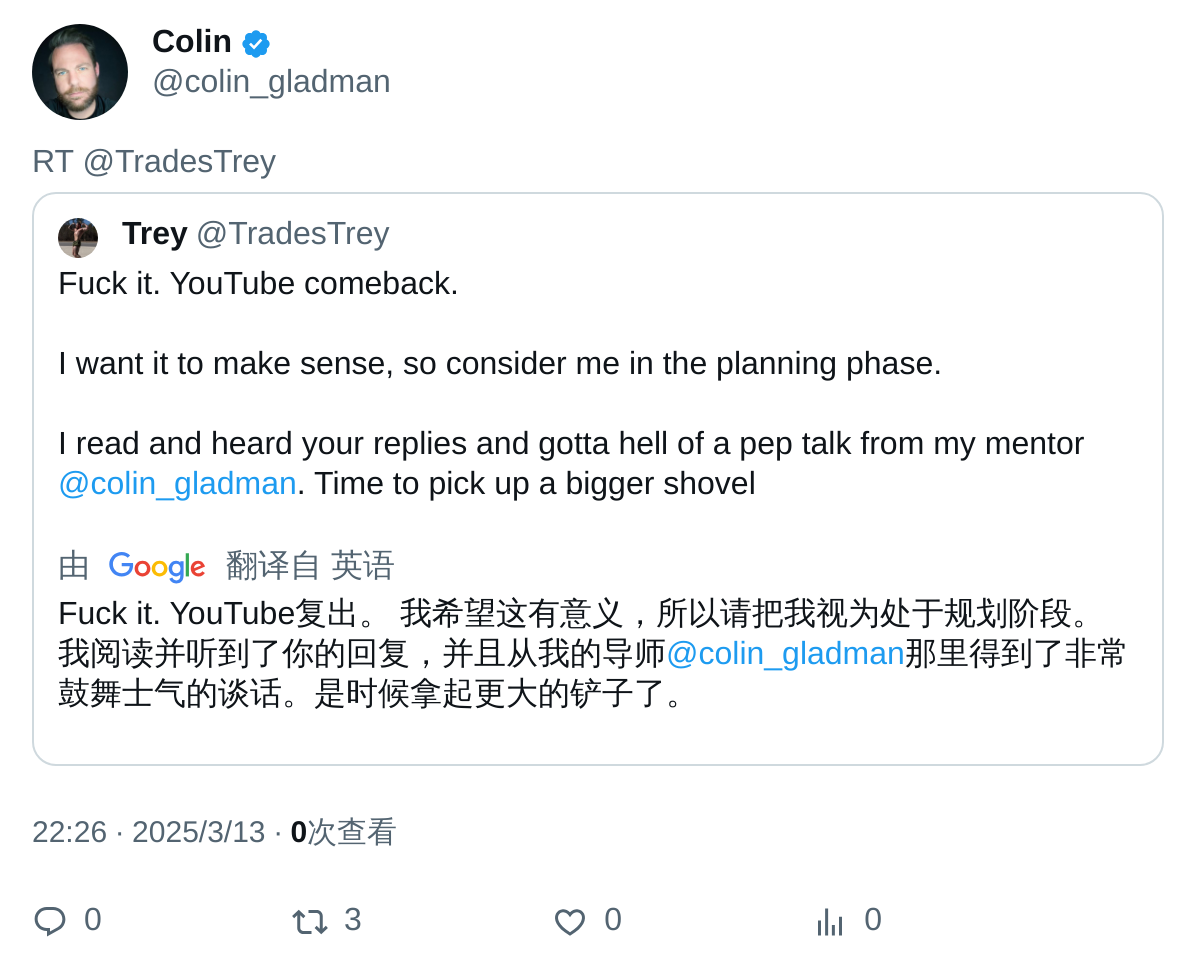 Colin
@colin_gladman
RT @TradesTrey
Trey @TradesTrey
Fuck it. YouTube comeback.
I want it to make sense, so consider me in the planning phase.
I read and heard your replies and gotta hell of a pep talk from my mentor
@colin_gladman. Time to pick up a bigger shovel
由 Google 翻译自 英语
Fuck it. YouTube复出。 我希望这有意义，所以请把我视为处于规划阶段。
我阅读并听到了你的回复，并且从我的导师@colin_gladman那里得到了非常
鼓舞士气的谈话。是时候拿起更大的铲子了。
22:26 · 2025/3/13 · 0次查看
0 3 0 0